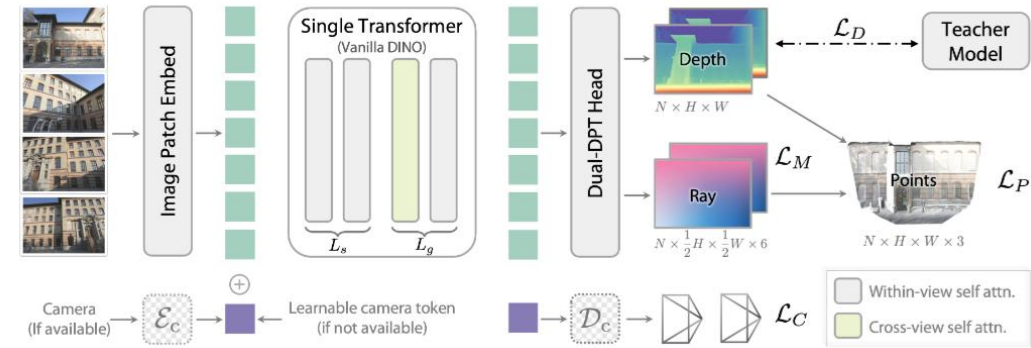 Image Patch Embed
Single Transformer
(Vanilla DINO)
L_s
L_g
Dual-DPT Head
Depth
N × H × W
ℒ_D
Teacher
Model
Ray
ℒ_M
N × 1/2 H × 1/2 W × 6
Points
ℒ_P
N × H × W × 3
Camera
(If available)
ℰ_c
Learnable camera token
(if not available)
𝒟_c
ℒ_C
Within-view self attn.
Cross-view self attn.